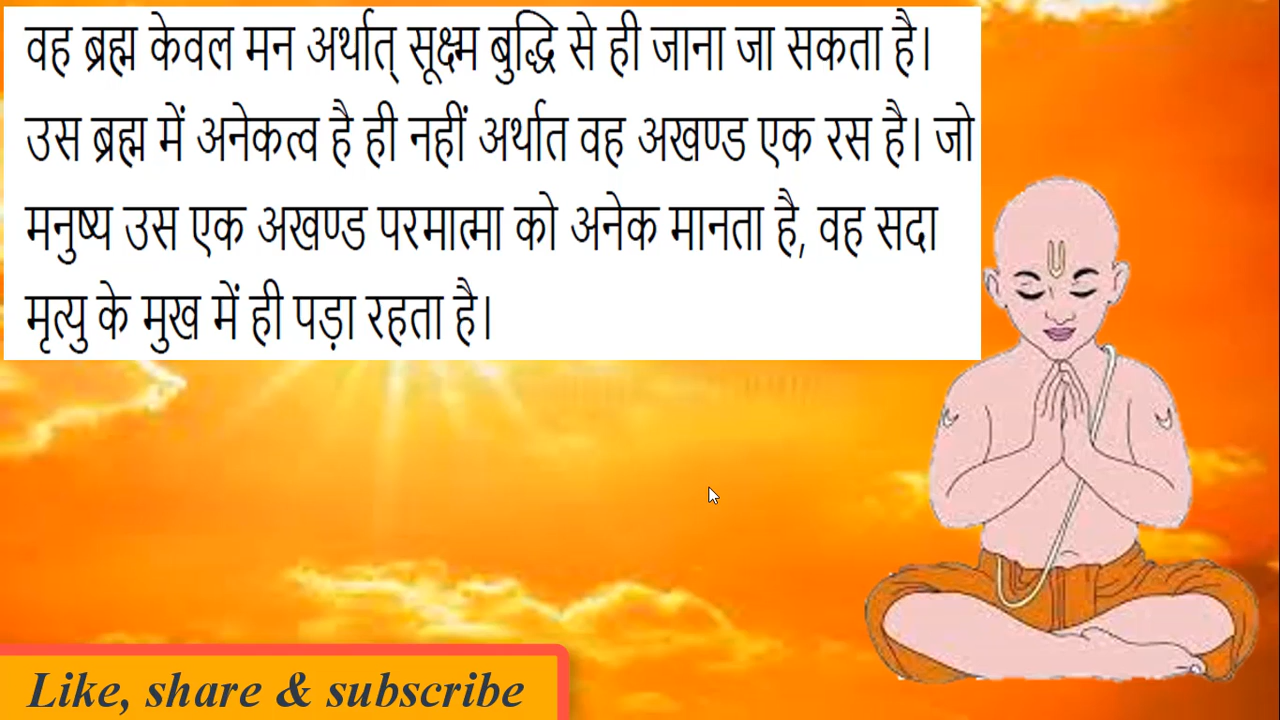 वह ब्रह्म केवल मन अर्थात् सूक्ष्म बुद्धि से ही जाना जा सकता है।
उस ब्रह्म में अनेकत्व है ही नहीं अर्थात वह अखण्ड एक रस है। जो
मनुष्य उस एक अखण्ड परमात्मा को अनेक मानता है, वह सदा
मृत्यु के मुख में ही पड़ा रहता है।
Like, share & subscribe